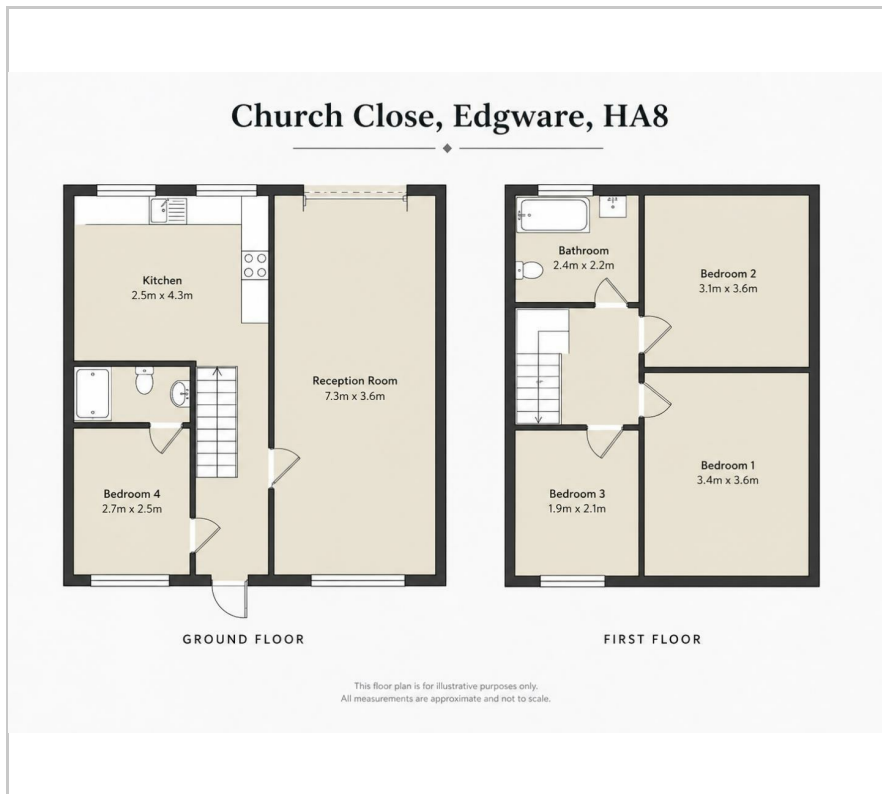 Church Close, Edgware, HA8
Kitchen
2.5m x 4.3m
Reception Room
7.3m x 3.6m
Bedroom 4
2.7m x 2.5m
GROUND FLOOR
Bathroom
2.4m x 2.2m
Bedroom 2
3.1m x 3.6m
Bedroom 1
3.4m x 3.6m
Bedroom 3
1.9m x 2.1m
FIRST FLOOR
This floor plan is for illustrative purposes only.
All measurements are approximate and not to scale.